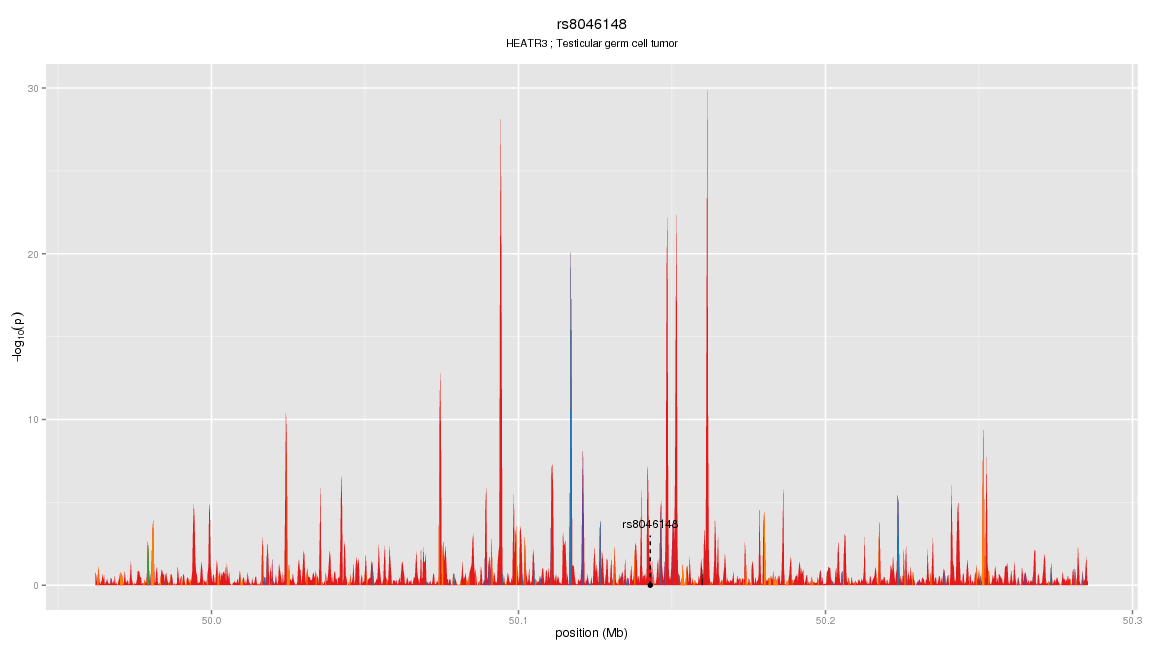 rs8046148
HEATR3 ; Testicular germ cell tumor
30
20
10
0
−log10(p)
rs8046148
50.0
50.1
50.2
50.3
position (Mb)